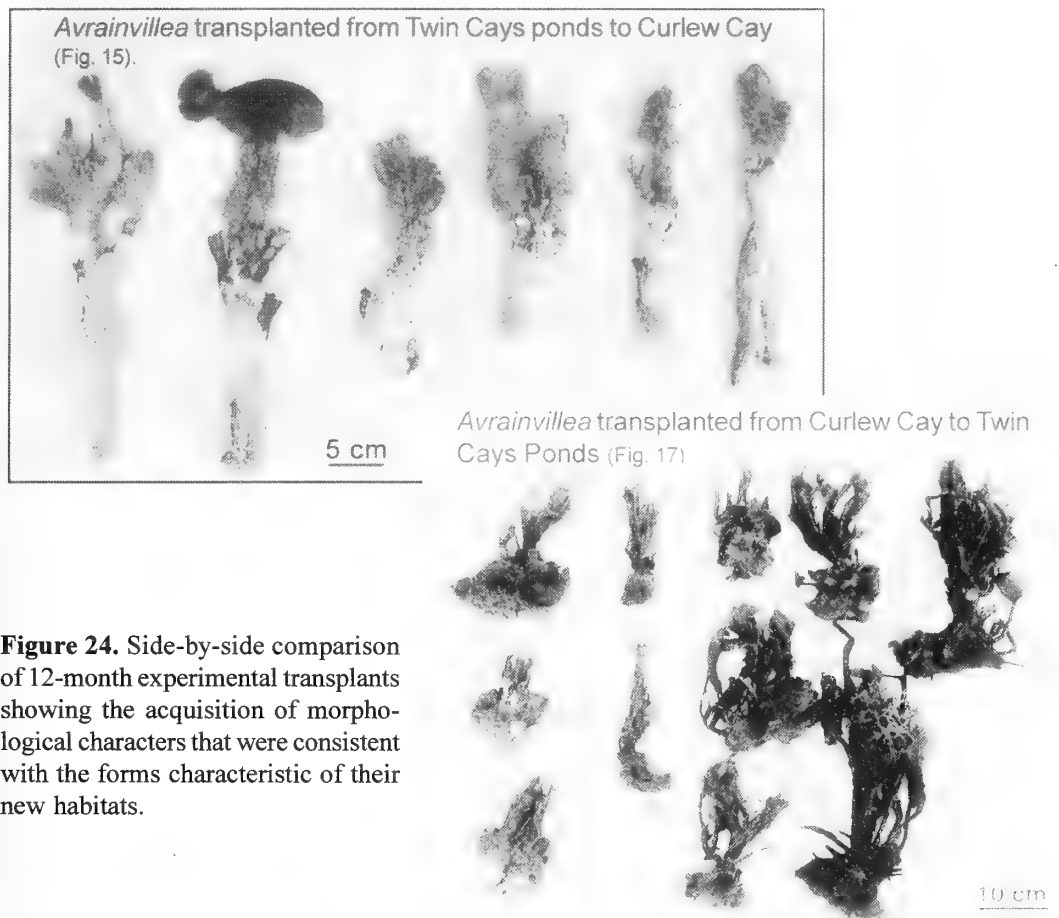 Avrainvillea transplanted from Twin Cays ponds to Curlew Cay
(Fig. 15).
5 cm
Avrainvillea transplanted from Curlew Cay to Twin
Cays Ponds (Fig. 17)
Figure 24. Side-by-side comparison
of 12-month experimental transplants
showing the acquisition of morpho-
logical characters that were consistent
with the forms characteristic of their
new habitats.
10 cm